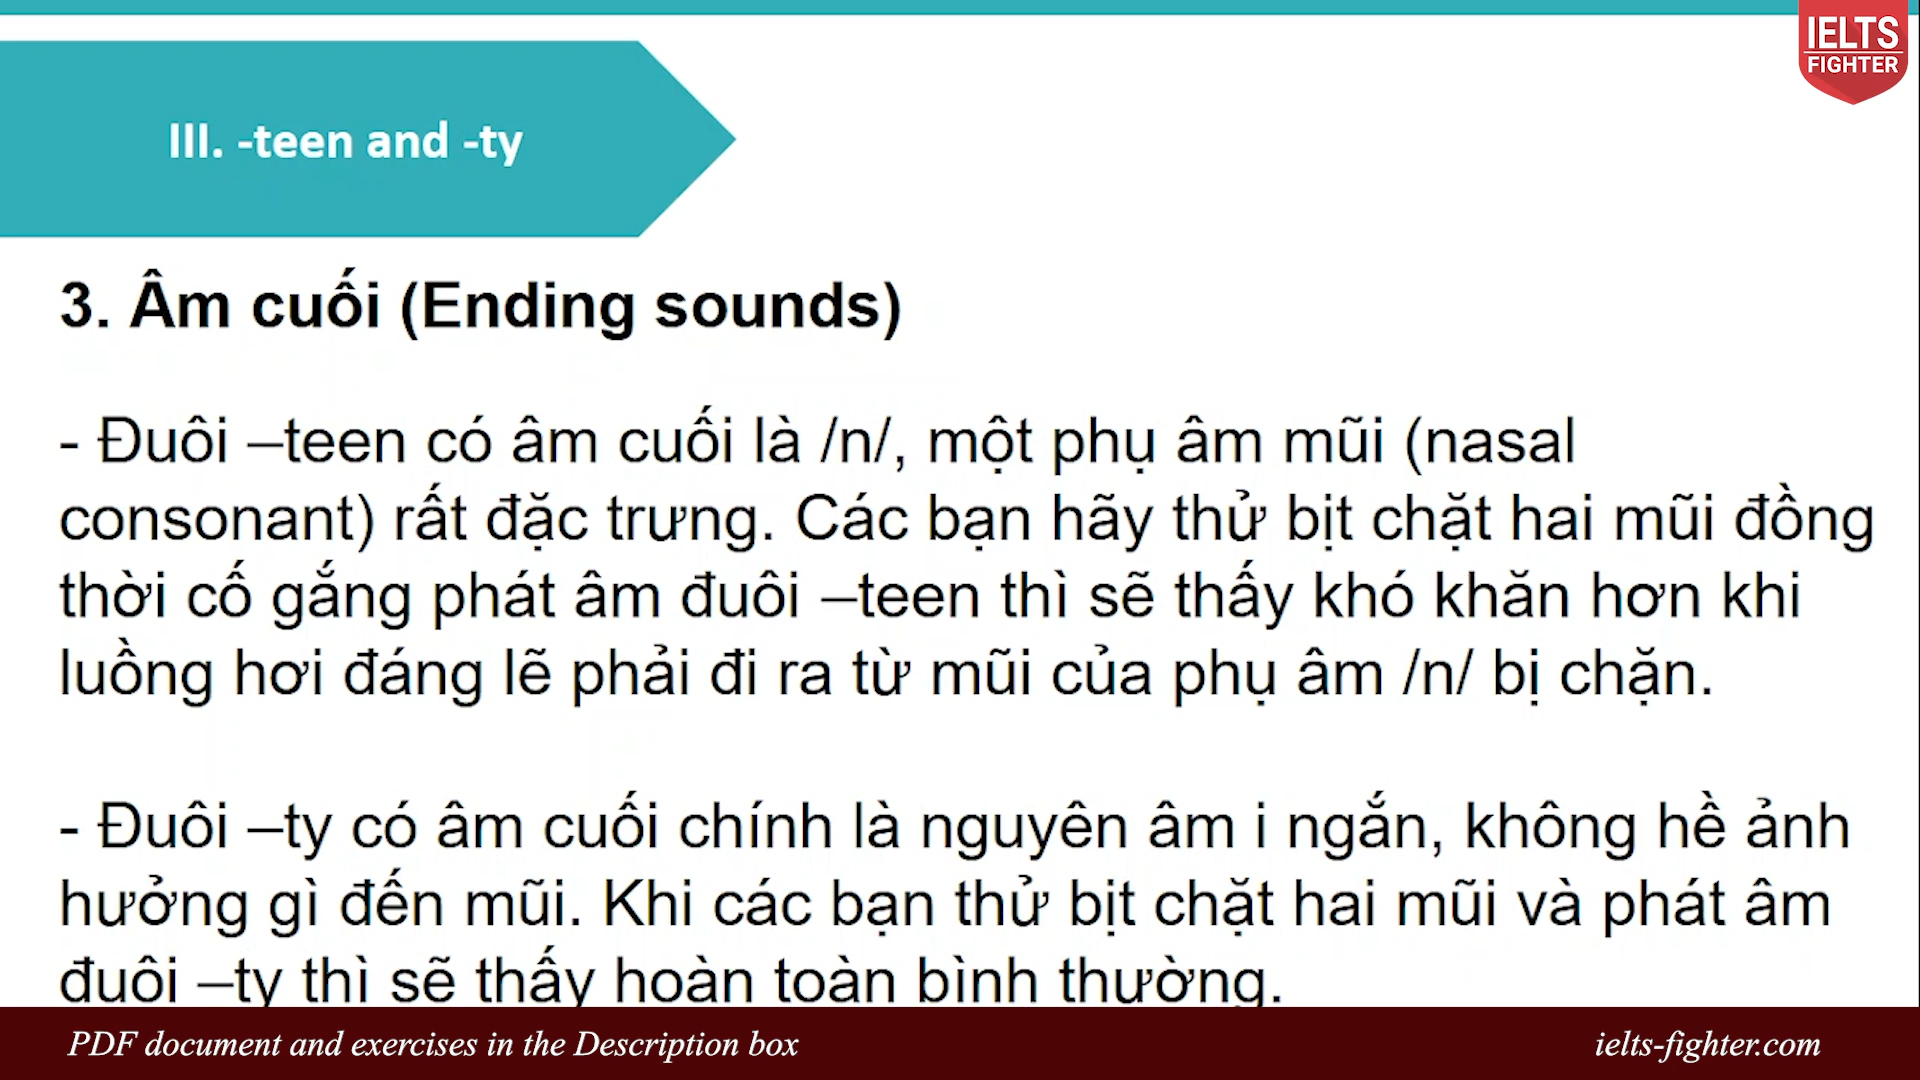 IELTS
FIGHTER
III. -teen and -ty
3. Âm cuối (Ending sounds)
- Đuôi –teen có âm cuối là /n/, một phụ âm mũi (nasal
consonant) rất đặc trưng. Các bạn hãy thử bịt chặt hai mũi đồng
thời cố gắng phát âm đuôi –teen thì sẽ thấy khó khăn hơn khi
luồng hơi đáng lẽ phải đi ra từ mũi của phụ âm /n/ bị chặn.
- Đuôi –ty có âm cuối chính là nguyên âm i ngắn, không hề ảnh
hưởng gì đến mũi. Khi các bạn thử bịt chặt hai mũi và phát âm
đuôi –ty thì sẽ thấy hoàn toàn bình thường.
PDF document and exercises in the Description box
ielts-fighter.com